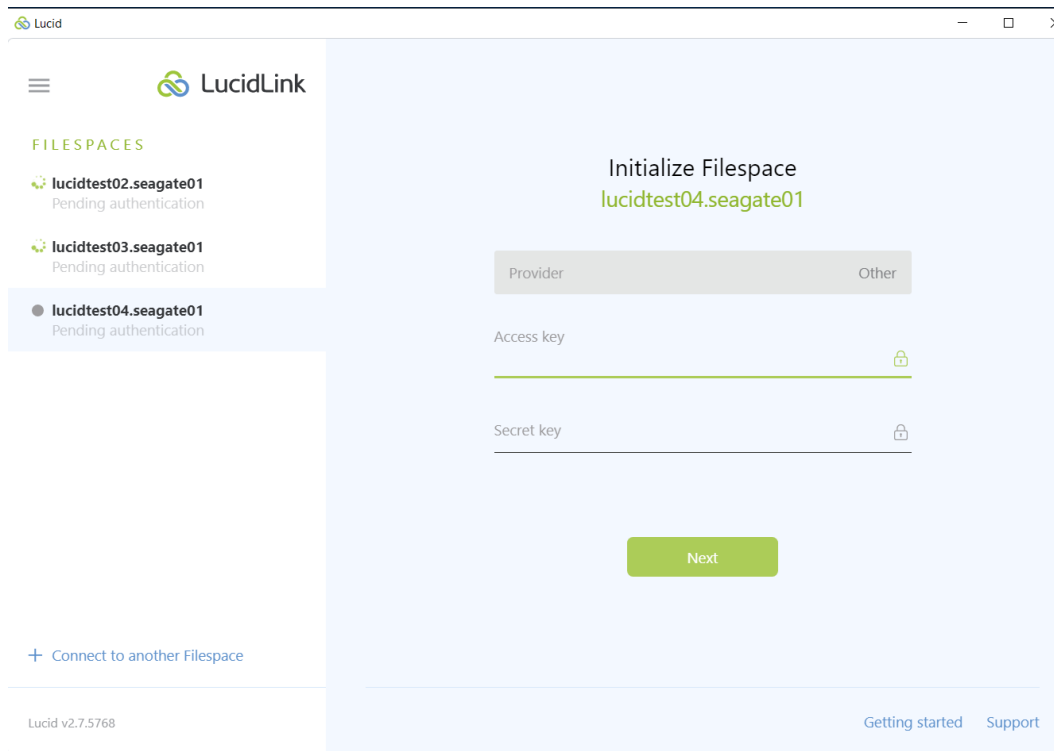 Lucid
LucidLink
FILESPACES
lucidtest02.seagate01
Pending authentication
lucidtest03.seagate01
Pending authentication
lucidtest04.seagate01
Pending authentication
+ Connect to another Filespace
Lucid v2.7.5768
Initialize Filespace
lucidtest04.seagate01
Provider Other
Access key
Secret key
Next
Getting started Support